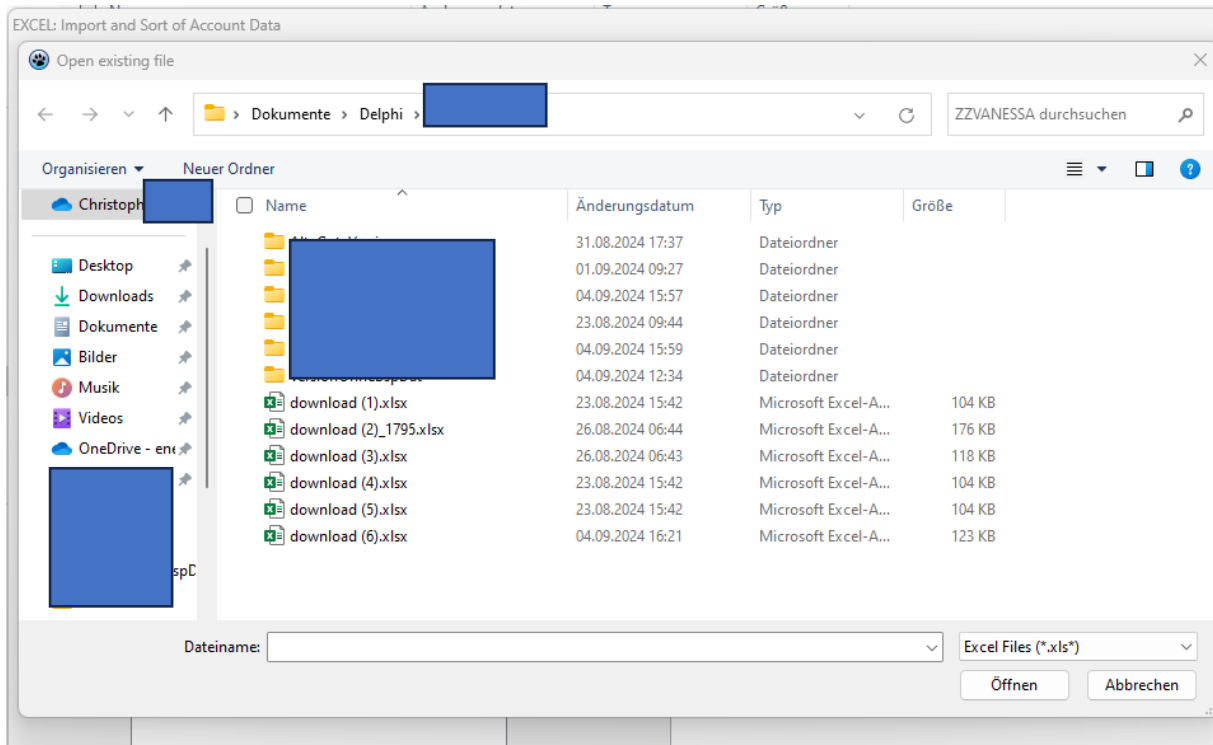 EXCEL: Import and Sort of Account Data
Open existing file
Dokumente > Delphi >
ZZVANESSA durchsuchen
Organisieren
Neuer Ordner
Christoph
Name Änderungsdatum Typ Größe
31.08.2024 17:37 Dateiordner
Desktop
01.09.2024 09:27 Dateiordner
Downloads
04.09.2024 15:57 Dateiordner
Dokumente
23.08.2024 09:44 Dateiordner
Bilder
04.09.2024 15:59 Dateiordner
Musik
04.09.2024 12:34 Dateiordner
Videos
download (1).xlsx 23.08.2024 15:42 Microsoft Excel-A... 104 KB
download (2)_1795.xlsx 26.08.2024 06:44 Microsoft Excel-A... 176 KB
OneDrive - ene
download (3).xlsx 26.08.2024 06:43 Microsoft Excel-A... 118 KB
download (4).xlsx 23.08.2024 15:42 Microsoft Excel-A... 104 KB
download (5).xlsx 23.08.2024 15:42 Microsoft Excel-A... 104 KB
download (6).xlsx 04.09.2024 16:21 Microsoft Excel-A... 123 KB
spD
Dateiname:
Excel Files (*.xls*)
Öffnen
Abbrechen